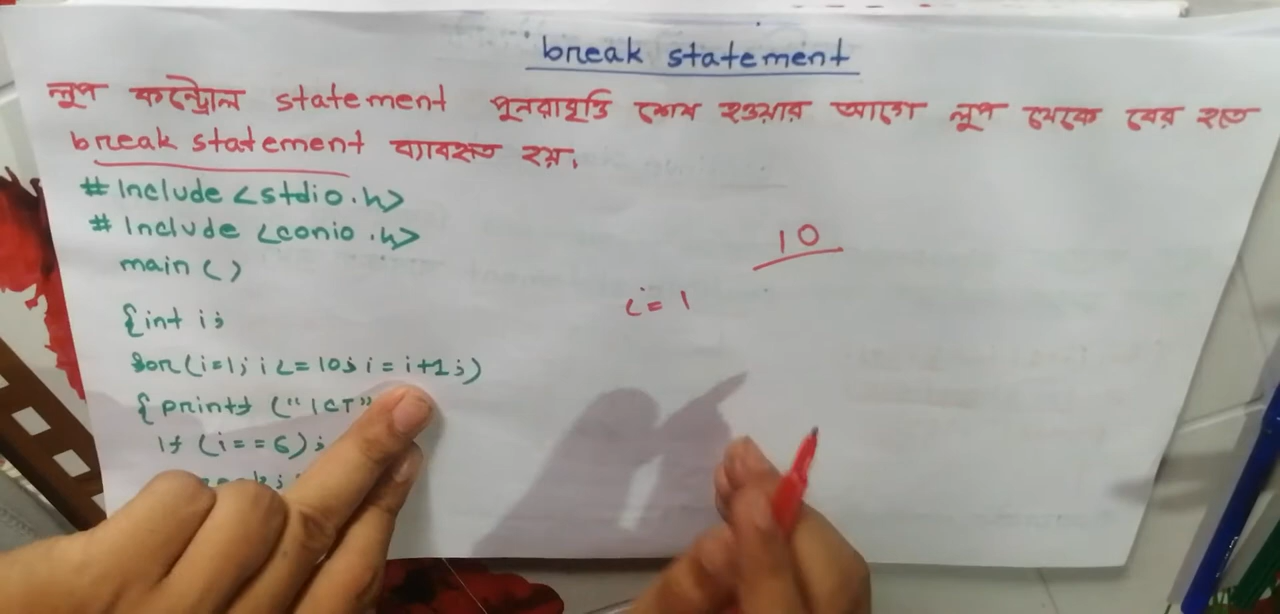 break statement
লুপ কন্ট্রোল statement পুনরাবৃত্তি শেষ হওয়ার আগে লুপ থেকে বের হতে
break statement ব্যাবহৃত হয়।
# Include <stdio.h>
# Include <conio.h>
main ()
10
i = 1
{int i;
for(i=1; i <= 10; i = i+1;)
{ printf ("ICT"
If (i == 6);